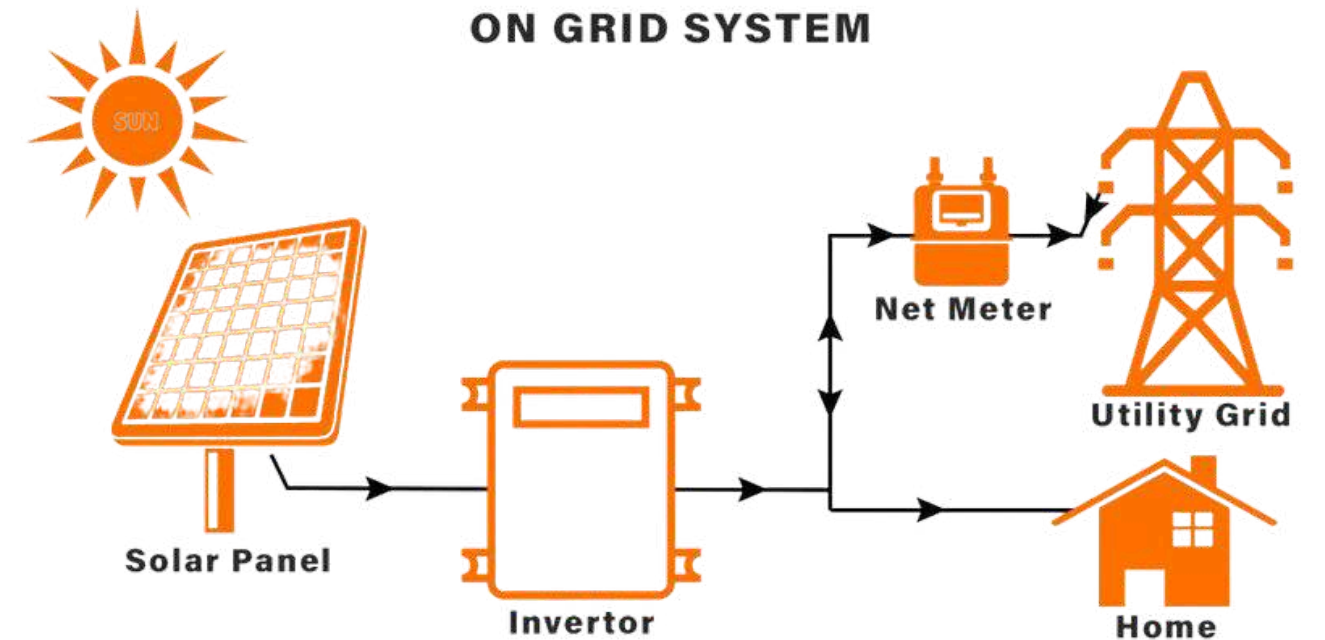 ON GRID SYSTEM
SUN
Net Meter
Utility Grid
Solar Panel
Invertor
Home